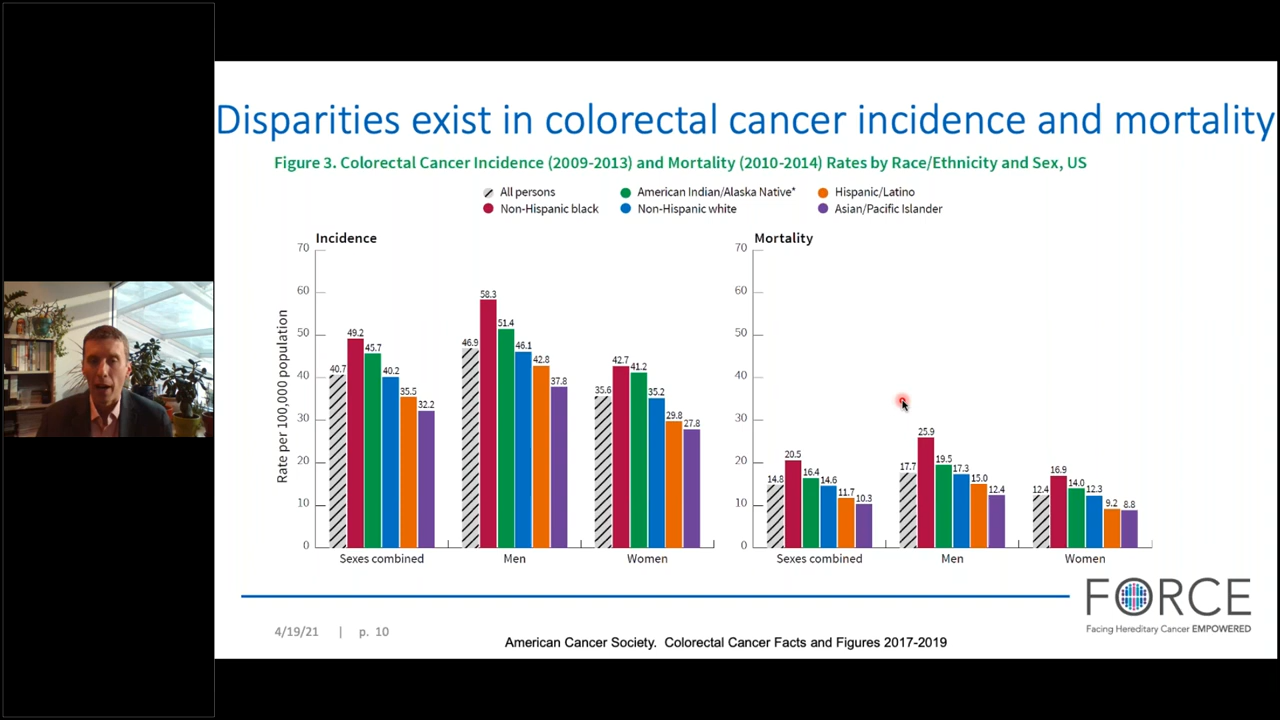 Disparities exist in colorectal cancer incidence and mortality
Figure 3. Colorectal Cancer Incidence (2009-2013) and Mortality (2010-2014) Rates by Race/Ethnicity and Sex, US
All persons American Indian/Alaska Native* Hispanic/Latino
Non-Hispanic black Non-Hispanic white Asian/Pacific Islander
Incidence
Rate per 100,000 population
70
60
50
40
30
20
10
0
40.7 49.2 45.7 40.2 35.5 32.2
46.9 58.3 51.4 46.1 42.8 37.8
35.6 42.7 41.2 35.2 29.8 27.8
Sexes combined Men Women
Mortality
70
60
50
40
30
20
10
0
14.8 20.5 16.4 14.6 11.7 10.3
17.7 25.9 19.5 17.3 15.0 12.4
12.4 16.9 14.0 12.3 9.2 8.8
Sexes combined Men Women
FORCE
Facing Hereditary Cancer EMPOWERED
4/19/21 | p. 10
American Cancer Society. Colorectal Cancer Facts and Figures 2017-2019